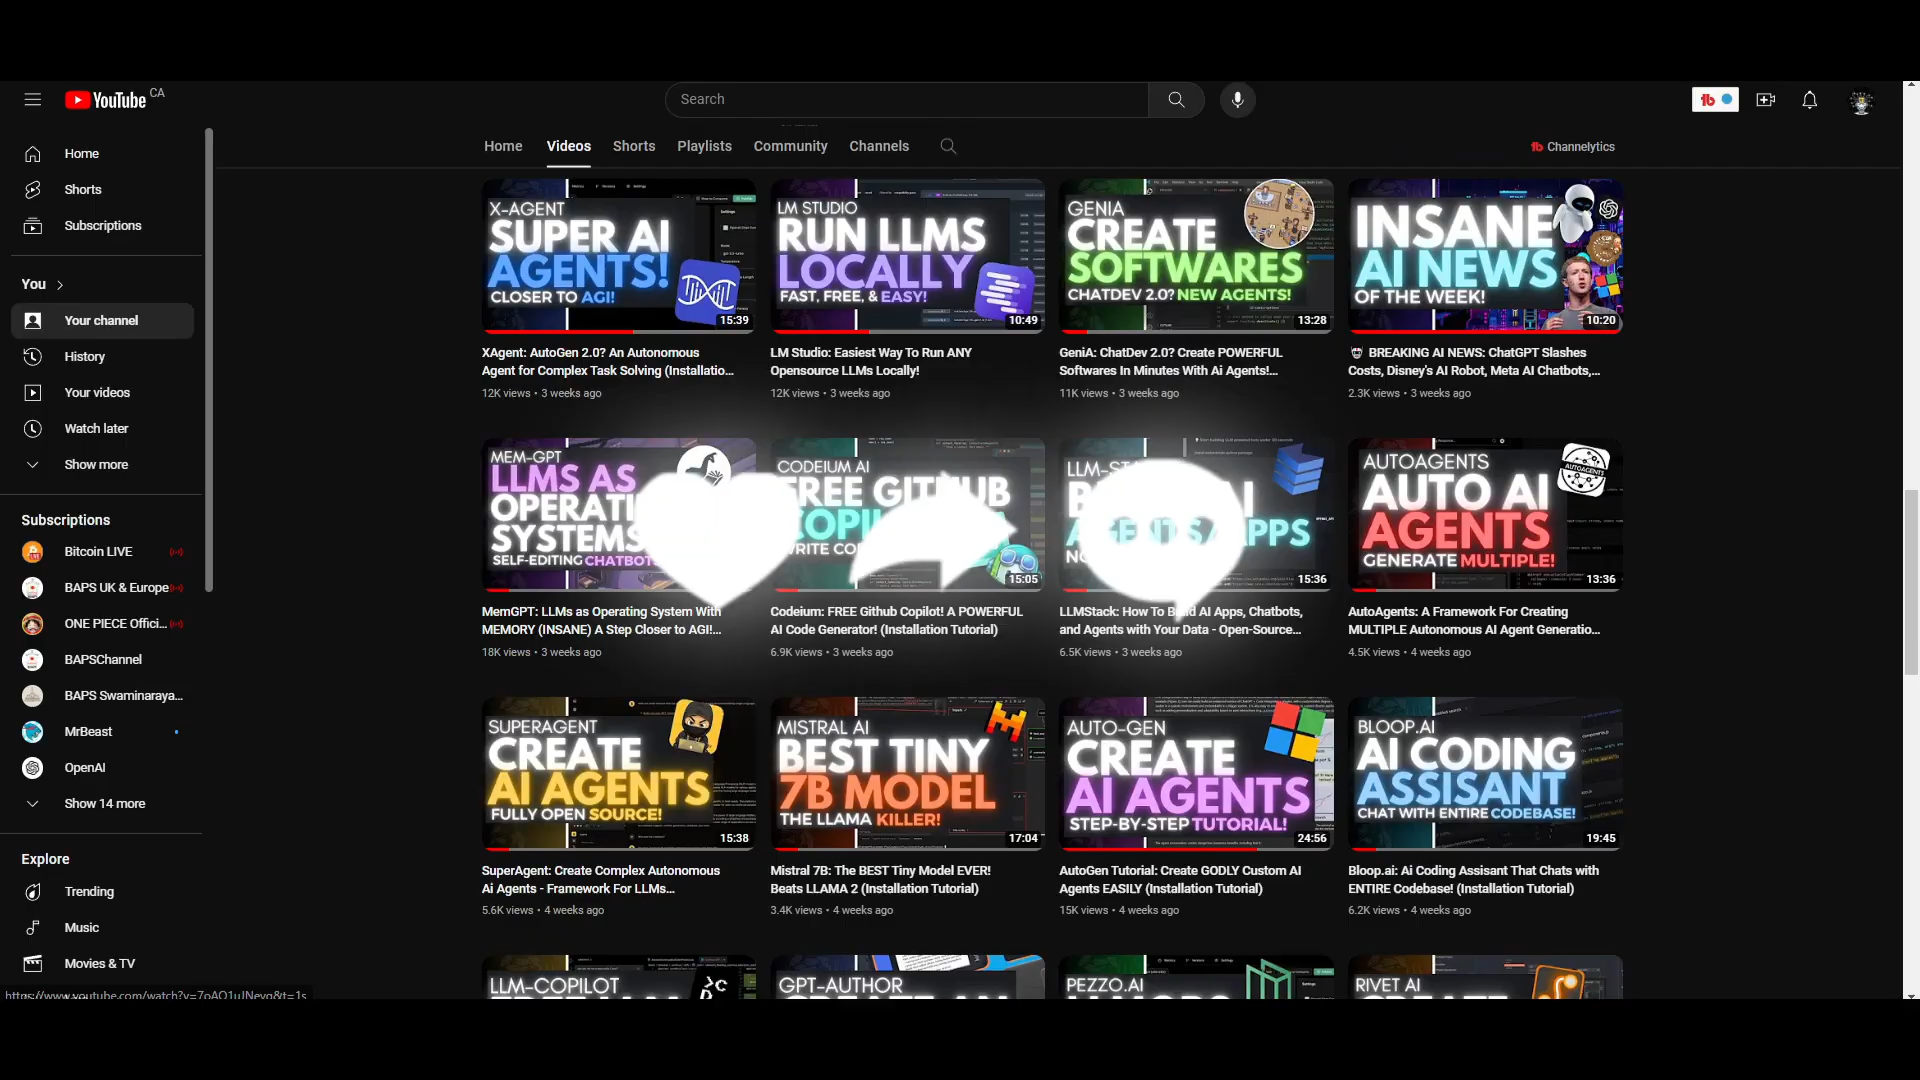 YouTube CA
Search
Home
Videos
Shorts
Playlists
Community
Channels
Channelytics
Home
Shorts
Subscriptions
You
Your channel
History
Your videos
Watch later
Show more
Subscriptions
Bitcoin LIVE
BAPS UK & Europe
ONE PIECE Offici...
BAPSChannel
BAPS Swaminaraya...
MrBeast
OpenAI
Show 14 more
Explore
Trending
Music
Movies & TV
X-AGENT
SUPER AI
AGENTS!
CLOSER TO AGI!
15:39
XAgent: AutoGen 2.0? An Autonomous
Agent for Complex Task Solving (Installatio...
12K views • 3 weeks ago
LM STUDIO
RUN LLMS
LOCALLY
FAST, FREE, & EASY!
10:49
LM Studio: Easiest Way To Run ANY
Opensource LLMs Locally!
12K views • 3 weeks ago
GENIA
CREATE
SOFTWARES
CHATDEV 2.0? NEW AGENTS!
13:28
GeniA: ChatDev 2.0? Create POWERFUL
Softwares In Minutes With Ai Agents!...
11K views • 3 weeks ago
INSANE
AI NEWS
OF THE WEEK!
10:20
BREAKING AI NEWS: ChatGPT Slashes
Costs, Disney's AI Robot, Meta AI Chatbots,...
2.3K views • 3 weeks ago
MEM-GPT
LLMS AS
OPERATI
SYSTEMS
SELF-EDITING CHATBOT
MemGPT: LLMs as Operating System With
MEMORY (INSANE) A Step Closer to AGI!...
18K views • 3 weeks ago
CODEIUM AI
FREE GITHUB
15:05
Codeium: FREE Github Copilot! A POWERFUL
AI Code Generator! (Installation Tutorial)
6.9K views • 3 weeks ago
AGENTS/APPS
15:36
LLMStack: How To B d AI Apps, Chatbots,
and Agents with Your Data - Open-Source...
6.5K views • 3 weeks ago
AUTOAGENTS
AUTO AI
AGENTS
GENERATE MULTIPLE!
AUTOAGENTS
13:36
AutoAgents: A Framework For Creating
MULTIPLE Autonomous AI Agent Generatio...
4.5K views • 4 weeks ago
SUPERAGENT
CREATE
AI AGENTS
FULLY OPEN SOURCE!
15:38
SuperAgent: Create Complex Autonomous
Ai Agents - Framework For LLMs...
5.6K views • 4 weeks ago
MISTRAL AI
BEST TINY
7B MODEL
THE LLAMA KILLER!
17:04
Mistral 7B: The BEST Tiny Model EVER!
Beats LLAMA 2 (Installation Tutorial)
3.4K views • 4 weeks ago
AUTO-GEN
CREATE
AI AGENTS
STEP-BY-STEP TUTORIAL!
24:56
AutoGen Tutorial: Create GODLY Custom AI
Agents EASILY (Installation Tutorial)
15K views • 4 weeks ago
BLOOP.AI
AI CODING
ASSISANT
CHAT WITH ENTIRE CODEBASE!
19:45
Bloop.ai: Ai Coding Assisant That Chats with
ENTIRE Codebase! (Installation Tutorial)
6.2K views • 4 weeks ago
LLM-COPILOT
GPT-AUTHOR
PEZZO.AI
RIVET AI